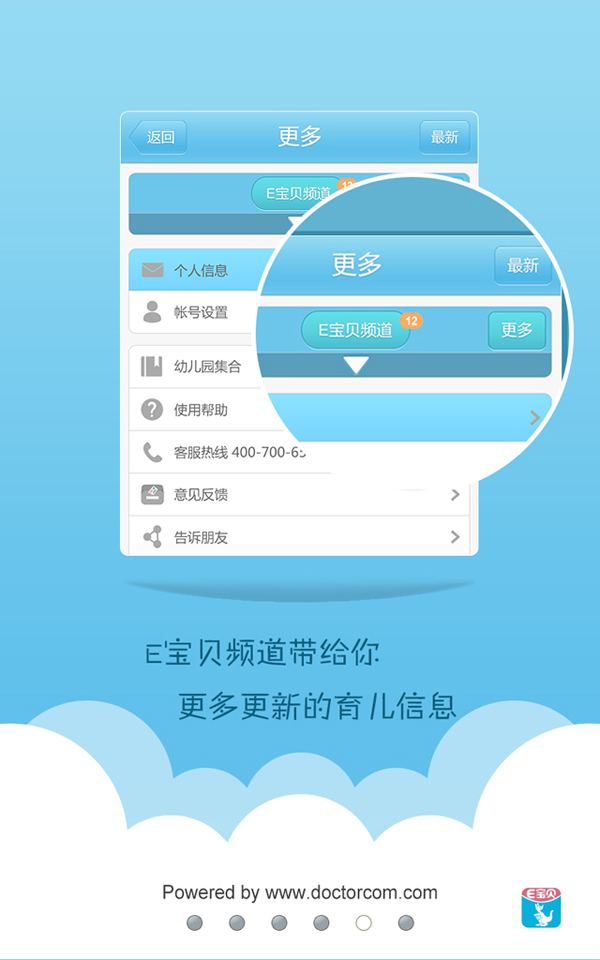 返回
更多
最新
E宝贝频道
12
更多
最新
E宝贝频道
12
更多
个人信息
帐号设置
幼儿园集合
使用帮助
客服热线 400-700-6
意见反馈
告诉朋友
E宝贝频道带给你
更多更新的育儿信息
Powered by www.doctorcom.com
E宝贝